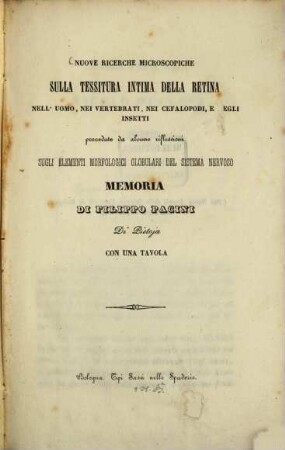 NUOVE RICERCHE MICROSCOPICHE
SULLA TESSITURA INTIMA DELLA RETINA
NELL' UOMO, NEI VERTEBRATI, NEI CEFALOPODI, E EGLI
INSETTI
precedute da alcune riflessioni
SUGLI ELEMENTI MORFOLOGICI GLOBULARI DEL SISTEMA NERVOSO
MEMORIA
DI FILIPPO PACINI
Di Pistoja
CON UNA TAVOLA
Bologna Tipi Sassi nelle Spaderie